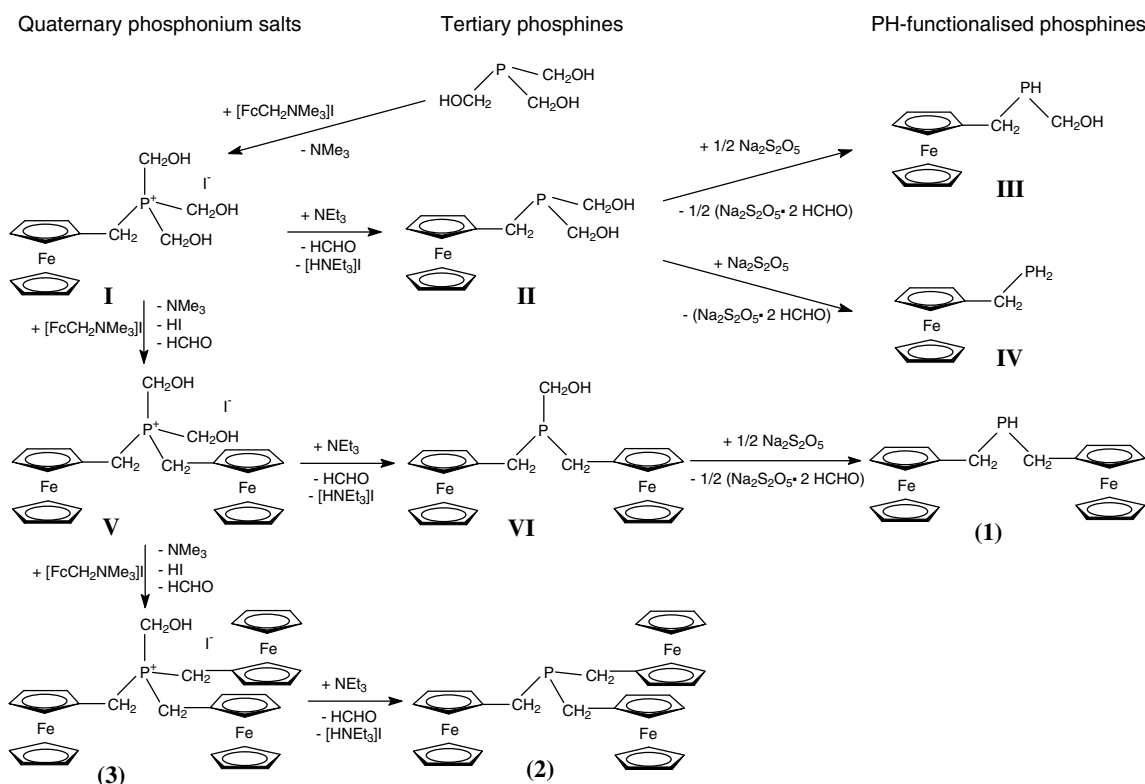 Quaternary phosphonium salts
Tertiary phosphines
PH-functionalised phosphines
P
CH2OH
HOCH2
CH2OH
+ [FcCH2NMe3]I
- NMe3
CH2OH
I-
P+
CH2OH
CH2
CH2OH
Fe
I
+ NEt3
- HCHO
- [HNEt3]I
P
CH2OH
CH2
CH2OH
Fe
II
+ 1/2 Na2S2O5
- 1/2 (Na2S2O5▪ 2 HCHO)
PH
CH2
CH2OH
Fe
III
+ Na2S2O5
- (Na2S2O5▪ 2 HCHO)
PH2
CH2
Fe
IV
+ [FcCH2NMe3]I
- NMe3
- HI
- HCHO
CH2OH
I-
P+
CH2OH
CH2
CH2
Fe
Fe
V
+ NEt3
- HCHO
- [HNEt3]I
CH2OH
P
CH2
CH2
Fe
Fe
VI
+ 1/2 Na2S2O5
- 1/2 (Na2S2O5▪ 2 HCHO)
PH
CH2
CH2
Fe
Fe
(1)
+ [FcCH2NMe3]I
- NMe3
- HI
- HCHO
CH2OH
I-
Fe
P+
CH2
CH2
CH2
Fe
Fe
(3)
+ NEt3
- HCHO
- [HNEt3]I
Fe
P
CH2
CH2
CH2
Fe
Fe
(2)